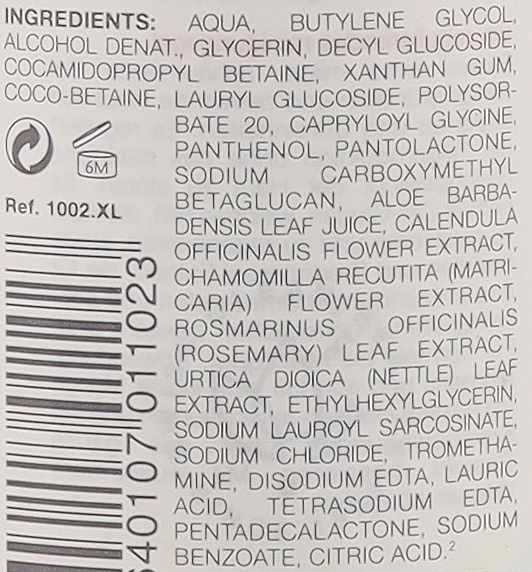 INGREDIENTS: AQUA, BUTYLENE GLYCOL,
ALCOHOL DENAT., GLYCERIN, DECYL GLUCOSIDE,
COCAMIDOPROPYL BETAINE, XANTHAN GUM,
COCO-BETAINE, LAURYL GLUCOSIDE, POLYSOR-
BATE 20, CAPRYLOYL GLYCINE,
PANTHENOL, PANTOLACTONE,
SODIUM CARBOXYMETHYL
BETAGLUCAN, ALOE BARBA-
DENSIS LEAF JUICE, CALENDULA
OFFICINALIS FLOWER EXTRACT,
CHAMOMILLA RECUTITA (MATRI-
CARIA) FLOWER EXTRACT,
ROSMARINUS OFFICINALIS
(ROSEMARY) LEAF EXTRACT,
URTICA DIOICA (NETTLE) LEAF
EXTRACT, ETHYLHEXYLGLYCERIN,
SODIUM LAUROYL SARCOSINATE,
SODIUM CHLORIDE, TROMETHA-
MINE, DISODIUM EDTA, LAURIC
ACID, TETRASODIUM EDTA,
PENTADECALACTONE, SODIUM
BENZOATE, CITRIC ACID.²
6M
Ref. 1002.XL
640107011023